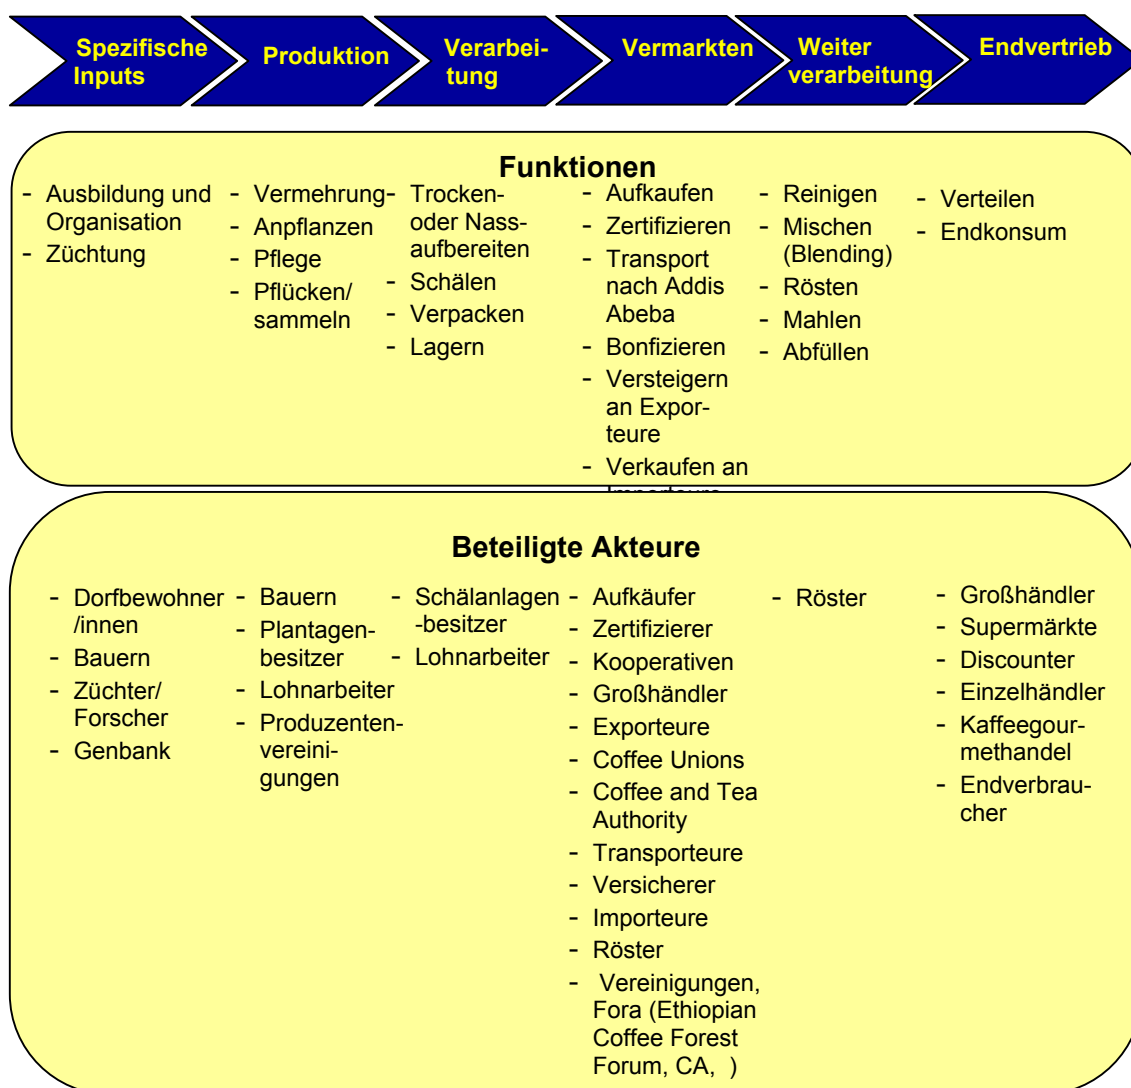 Spezifische
Inputs
Produktion
Verarbei-
tung
Vermarkten
Weiter
verarbeitung
Endvertrieb
Funktionen
- Ausbildung und
Organisation
- Züchtung
- Vermehrung
- Anpflanzen
- Pflege
- Pflücken/
sammeln
- Trocken-
oder Nass-
aufbereiten
- Schälen
- Verpacken
- Lagern
- Aufkaufen
- Zertifizieren
- Transport
nach Addis
Abeba
- Bonfizieren
- Versteigern
an Expor-
teure
- Verkaufen an
- Reinigen
- Mischen
(Blending)
- Rösten
- Mahlen
- Abfüllen
- Verteilen
- Endkonsum
Beteiligte Akteure
- Dorfbewohner
/innen
- Bauern
- Züchter/
Forscher
- Genbank
- Bauern
- Plantagen-
besitzer
- Lohnarbeiter
- Produzenten-
vereini-
gungen
- Schälanlagen
-besitzer
- Lohnarbeiter
- Aufkäufer
- Zertifizierer
- Kooperativen
- Großhändler
- Exporteure
- Coffee Unions
- Coffee and Tea
Authority
- Transporteure
- Versicherer
- Importeure
- Röster
- Vereinigungen,
Fora (Ethiopian
Coffee Forest
Forum, CA, )
- Röster
- Großhändler
- Supermärkte
- Discounter
- Einzelhändler
- Kaffeegour-
methandel
- Endverbrau-
cher